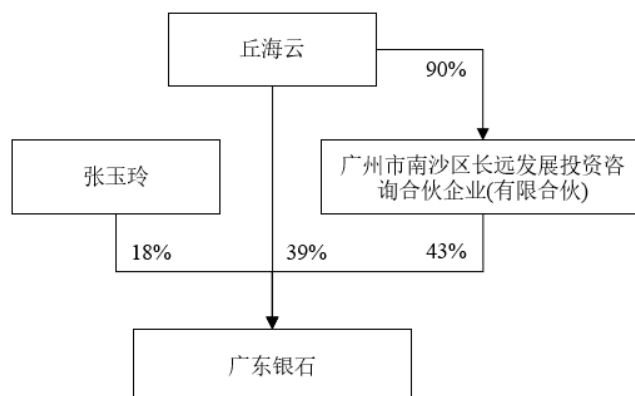 丘海云
90%
张玉玲
广州市南沙区长远发展投资咨
询合伙企业(有限合伙)
18%
39%
43%
广东银石